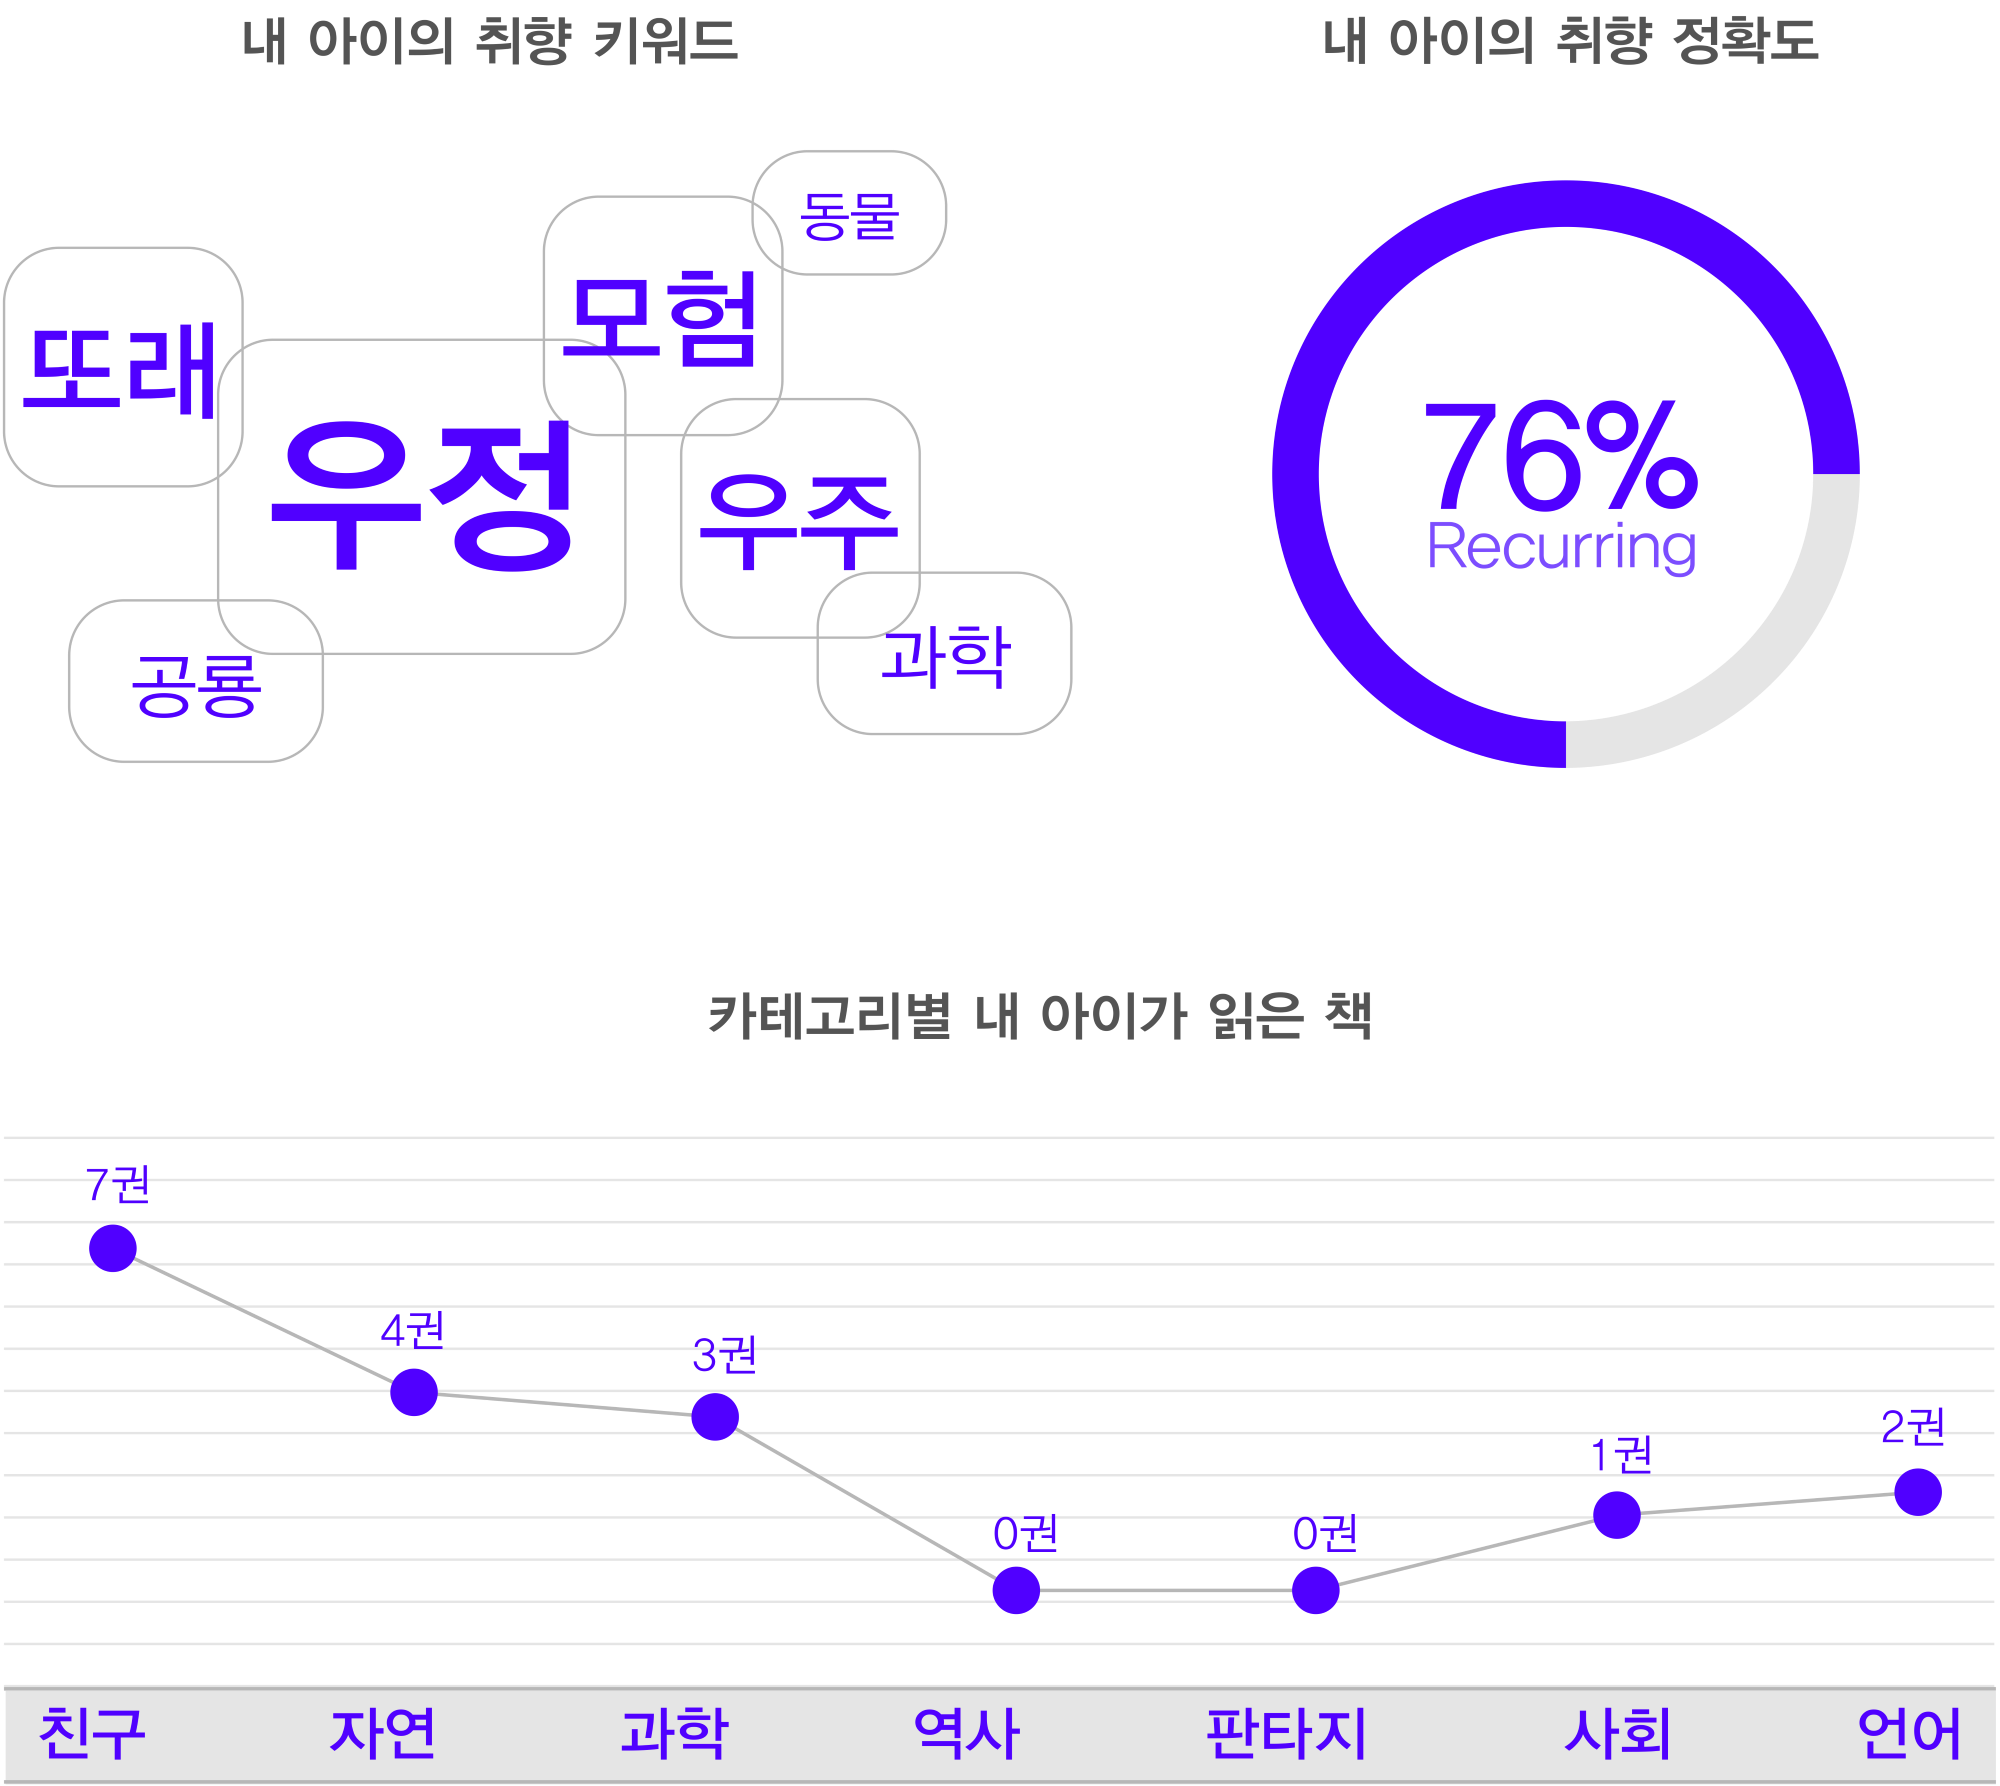 내 아이의 취향 키워드
내 아이의 취향 정확도
동물
모험
또래
우정
우주
공룡
과학
76%
Recurring
카테고리별 내 아이가 읽은 책
7권
4권
3권
0권
0권
1권
2권
친구 자연 과학 역사 판타지 사회 언어